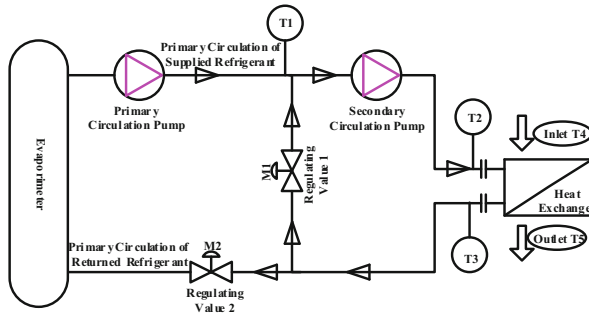 T1
Primary Circulation of
Supplied Refrigerant
Primary
Circulation Pump
Secondary
Circulation Pump
T2
Inlet T4
Evaporimeter
M1
Regulating
Value 1
Heat
Exchange
Primary Circulation of
Returned Refrigerant
M2
Regulating
Value 2
T3
Outlet T5